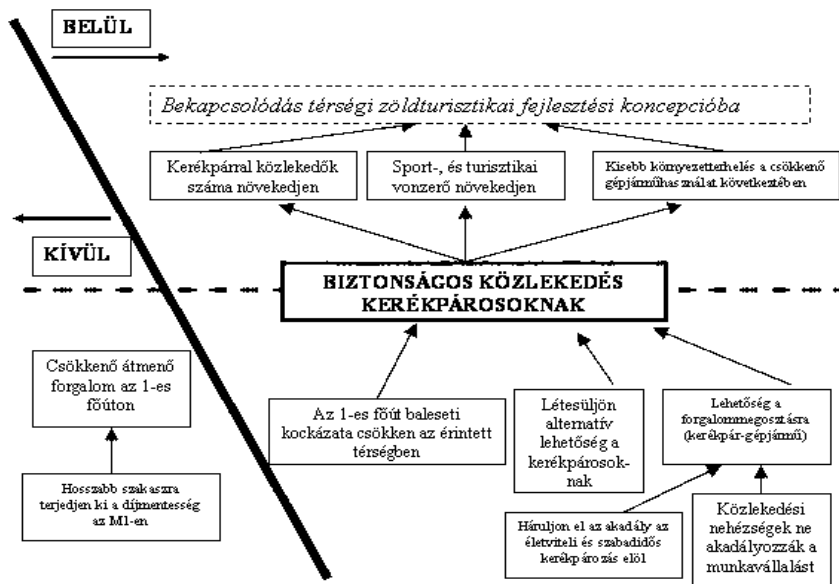 BELÜL
Bekapcsolódás térségi zöldturisztikai fejlesztési koncepcióba
Kerékpárral közlekedők
száma növekedjen
Sport-, és turisztikai
vonzerő növekedjen
Kisebb környezetterhelés a csökkenő
gépjárműhasználat következtében
KÍVÜL
BIZTONSÁGOS KÖZLEKEDÉS
KERÉKPÁROSOKNAK
Csökkenő átmenő
forgalom az 1-es
főúton
Az 1-es főút baleseti
kockázata csökken az érintett
térségben
Létesüljön
alternatív
lehetőség a
kerékpárosok-
nak
Lehetőség a
forgalommegosztásra
(kerékpár-gépjármű)
Hosszabb szakaszra
terjedjen ki a díjmentesség
az M1-en
Háruljon el az akadály az
életviteli és szabadidős
kerékpározás elöl
Közlekedési
nehézségek ne
akadályozzák a
munkavállalást